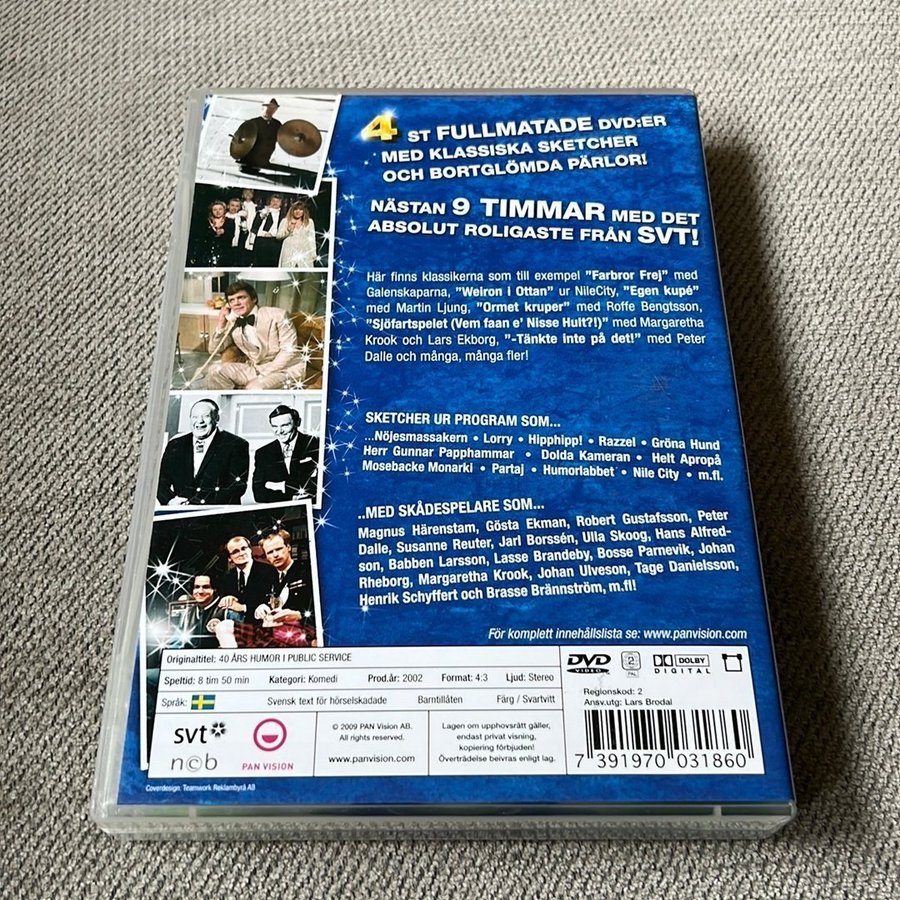 4 ST FULLMATADE DVD:ER
MED KLASSISKA SKETCHER
OCH BORTGLÖMDA PÄRLOR!
NÄSTAN 9 TIMMAR MED DET
ABSOLUT ROLIGASTE FRÅN SVT!
Här finns klassikerna som till exempel "Farbror Frej" med
Galenskaparna, "Weiron i Ottan" ur NileCity, "Egen kupé"
med Martin Ljung, "Ormet kruper" med Roffe Bengtsson,
"Sjöfartspelet (Vem faan e' Nisse Hult?!)" med Margaretha
Krook och Lars Ekborg, "-Tänkte inte på det!" med Peter
Dalle och många, många fler!
SKETCHER UR PROGRAM SOM...
...Nöjesmassakern • Lorry • Hipphipp! • Razzel • Gröna Hund
Herr Gunnar Papphammar • Dolda Kameran • Helt Apropå
Mosebacke Monarki • Partaj • Humorlabbet • Nile City • m.fl.
..MED SKÅDESPELARE SOM...
Magnus Härenstam, Gösta Ekman, Robert Gustafsson, Peter
Dalle, Susanne Reuter, Jarl Borssén, Ulla Skoog, Hans Alfred-
son, Babben Larsson, Lasse Brandeby, Bosse Parnevik, Johan
Rheborg, Margaretha Krook, Johan Ulveson, Tage Danielsson,
Henrik Schyffert och Brasse Brännström, m.fl!
För komplett innehållslista se: www.panvision.com
Originaltitel: 40 ÅRS HUMOR I PUBLIC SERVICE
Speltid: 8 tim 50 min Kategori: Komedi Prod.år: 2002 Format: 4:3 Ljud: Stereo
Språk: Svensk text för hörselskadade Barntillåten Färg / Svartvitt
DVD VIDEO 2 PAL DOLBY DIGITAL
Regionskod: 2
Ansv.utg: Lars Brodal
svt
ncb
PAN VISION
© 2009 PAN Vision AB.
All rights reserved.
www.panvision.com
Lagen om upphovsrätt gäller,
endast privat visning,
kopiering förbjuden!
Överträdelse beivras enligt lag.
7 391970 031860
Coverdesign: Teamwork Reklambyrå AB